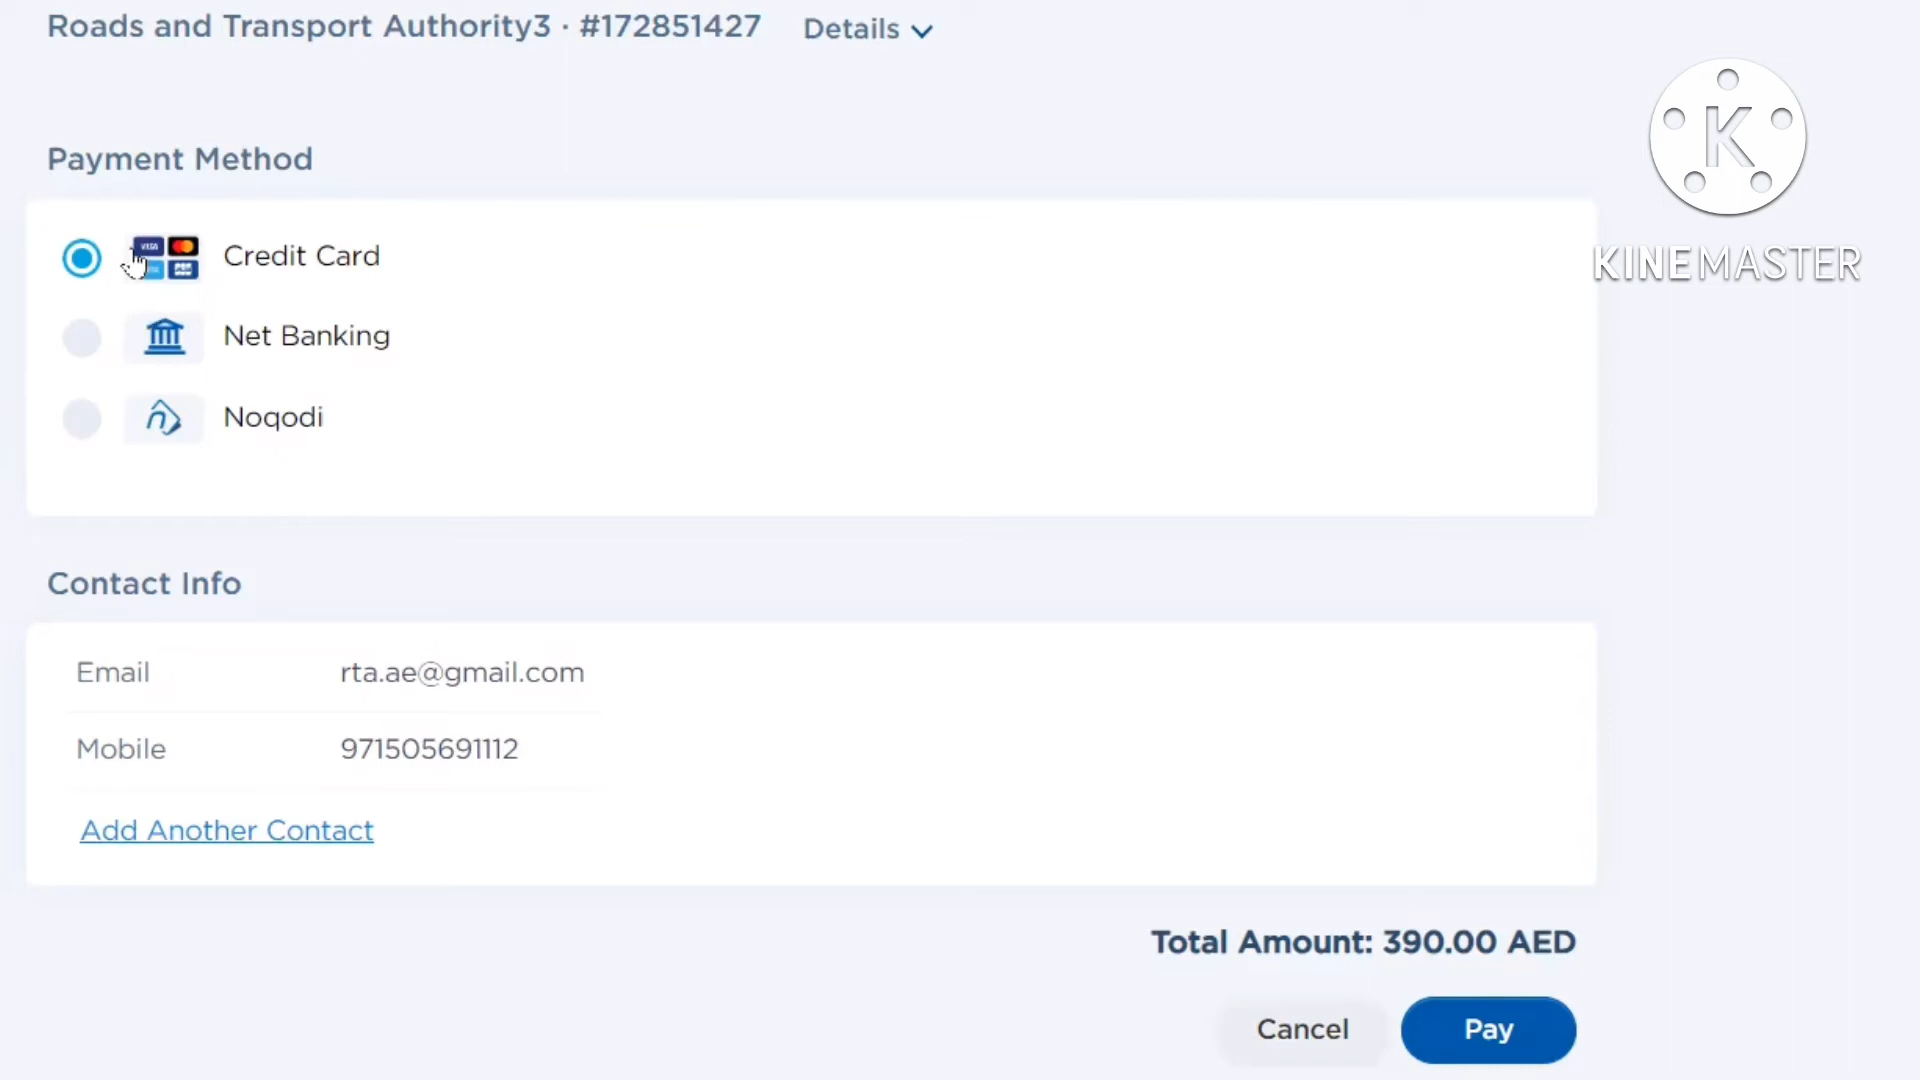 Roads and Transport Authority3 · #172851427 Details
Payment Method
VISA
Credit Card
Net Banking
Noqodi
Contact Info
Email rta.ae@gmail.com
Mobile 971505691112
Add Another Contact
Total Amount: 390.00 AED
Cancel Pay
K
KINEMASTER